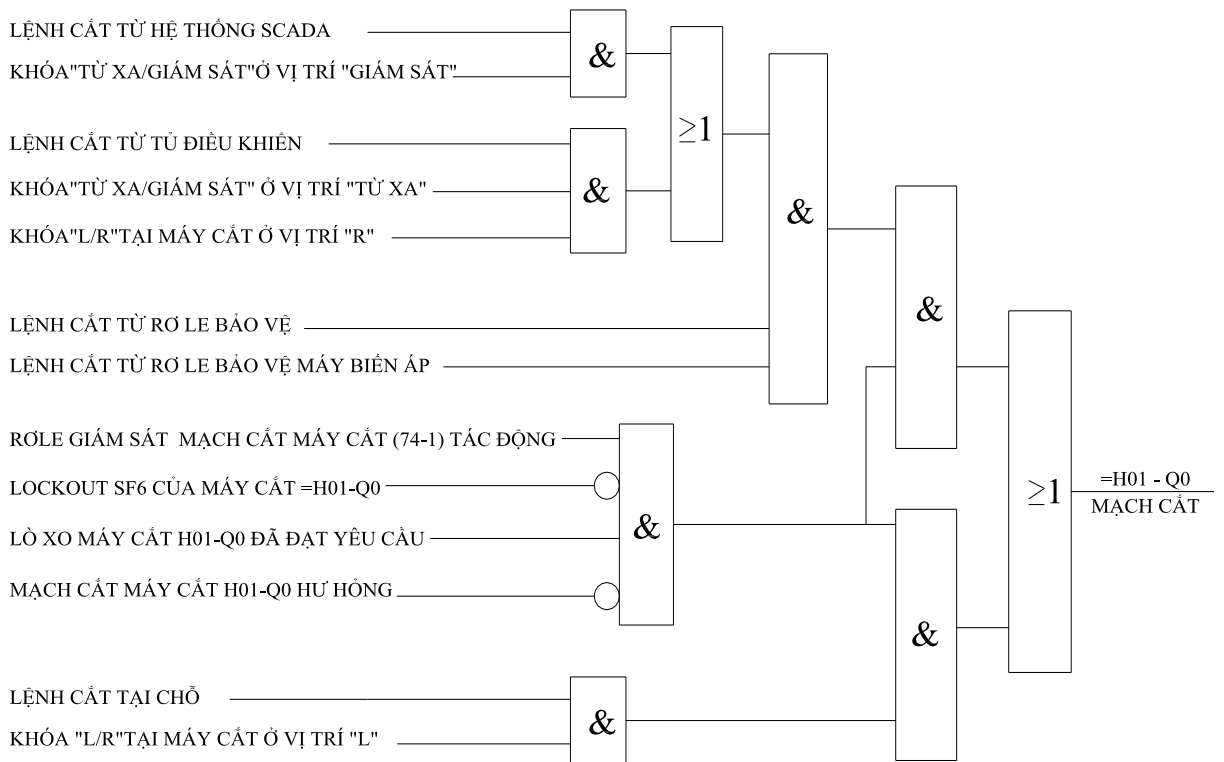 LỆNH CẮT TỪ HỆ THỐNG SCADA
&
KHÓA"TỪ XA/GIÁM SÁT"Ở VỊ TRÍ "GIÁM SÁT"
≥1
LỆNH CẮT TỪ TỦ ĐIỀU KHIỂN
KHÓA"TỪ XA/GIÁM SÁT" Ở VỊ TRÍ "TỪ XA"
&
&
KHÓA"L/R"TẠI MÁY CẮT Ở VỊ TRÍ "R"
LỆNH CẮT TỪ RƠ LE BẢO VỆ
&
LỆNH CẮT TỪ RƠ LE BẢO VỆ MÁY BIẾN ÁP
RƠLE GIÁM SÁT MẠCH CẮT MÁY CẮT (74-1) TÁC ĐỘNG
LOCKOUT SF6 CỦA MÁY CẮT =H01-Q0
≥1
=H01 - Q0
MẠCH CẮT
LÒ XO MÁY CẮT H01-Q0 ĐÃ ĐẠT YÊU CẦU
&
MẠCH CẮT MÁY CẮT H01-Q0 HƯ HỎNG
&
LỆNH CẮT TẠI CHỖ
&
KHÓA "L/R"TẠI MÁY CẮT Ở VỊ TRÍ "L"